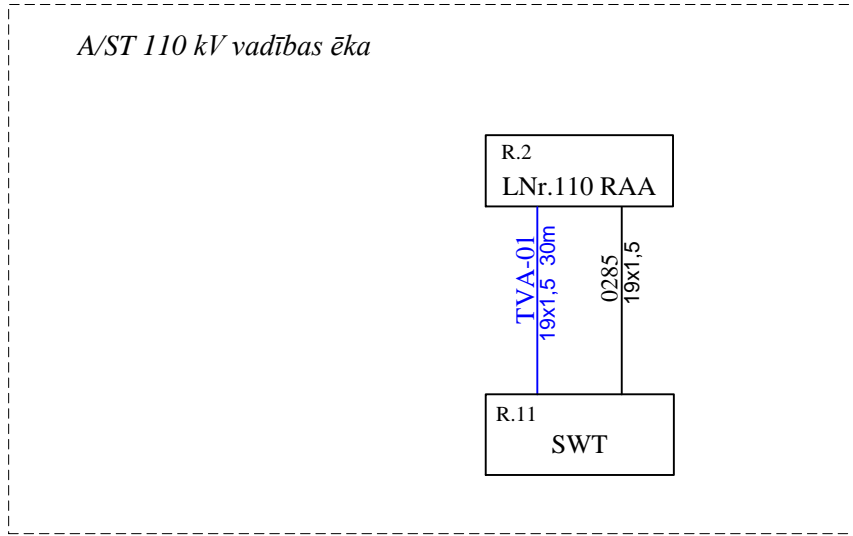 A/ST 110 kV vadības ēka
R.2
LNr.110 RAA
TVA-01
19x1,5 30m
0285
19x1,5
R.11
SWT